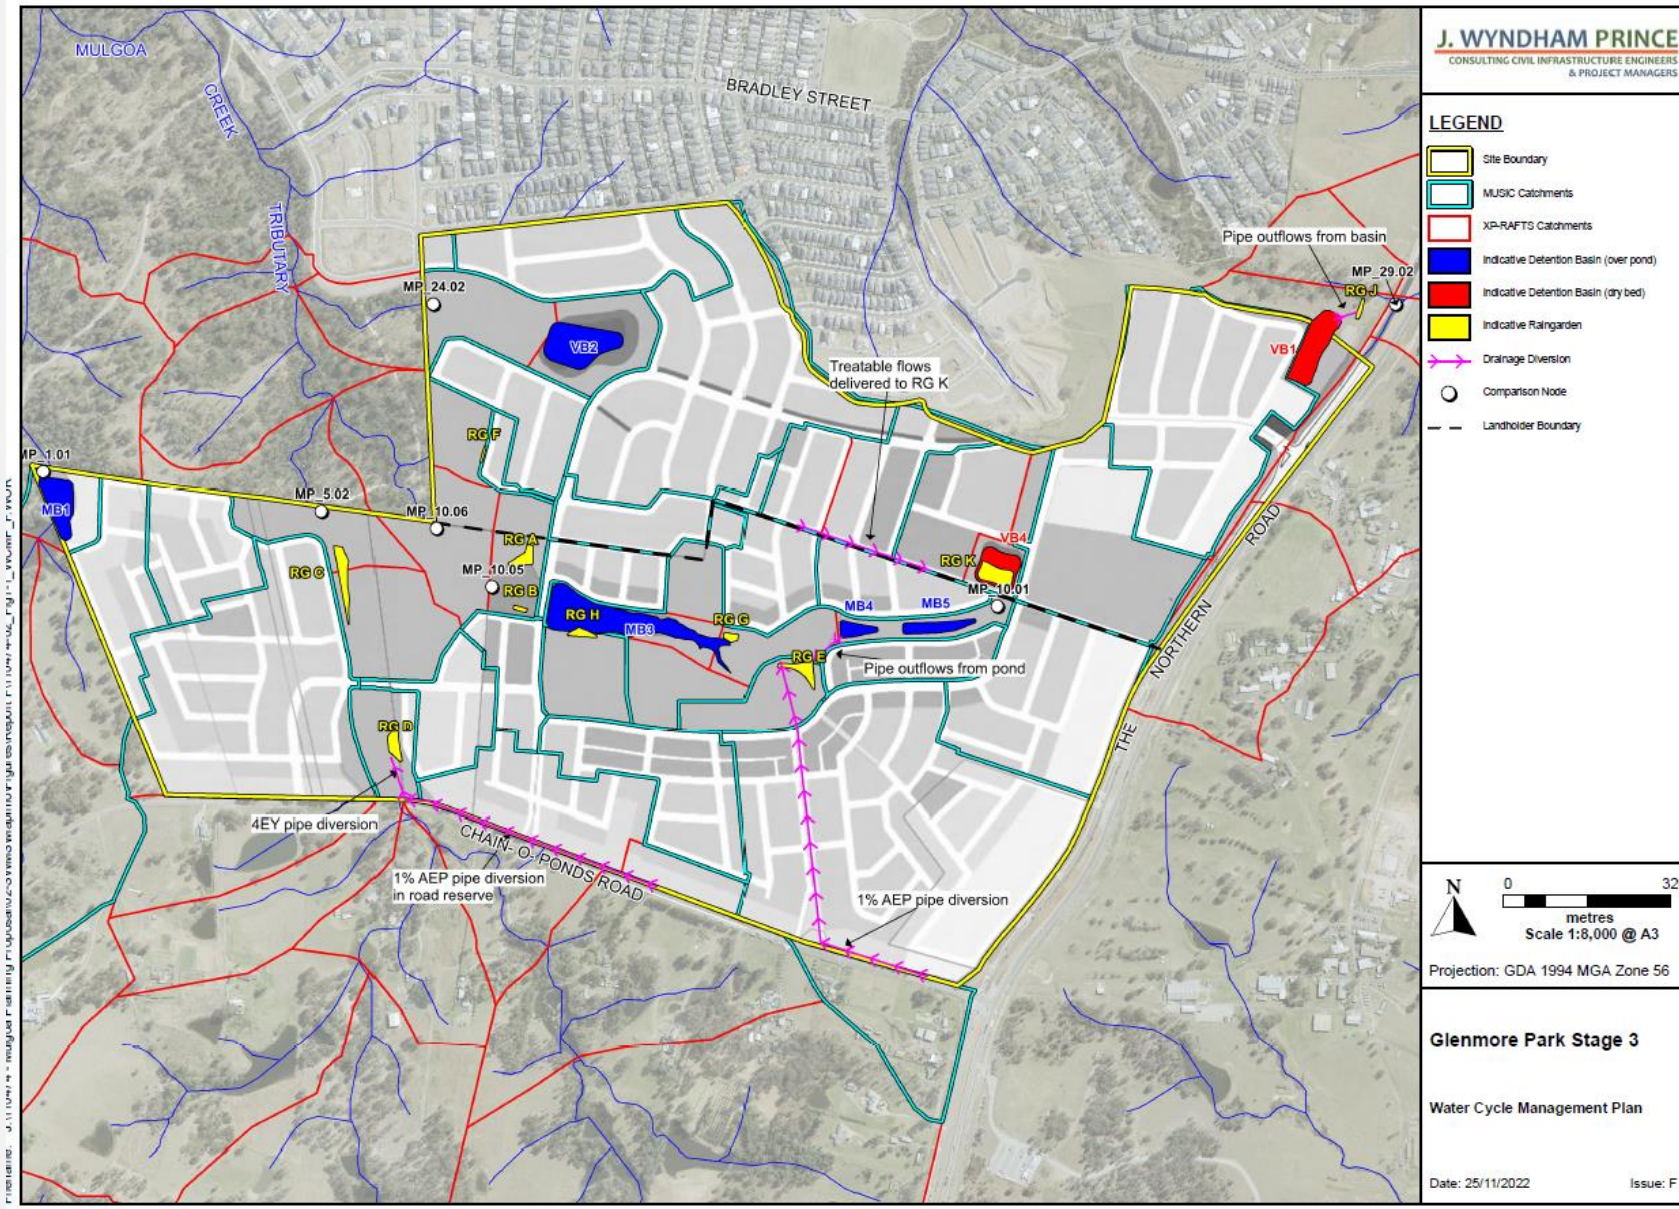 J. WYNDHAM PRINCE
CONSULTING CIVIL INFRASTRUCTURE ENGINEERS
& PROJECT MANAGERS
LEGEND
Site Boundary
MUSIC Catchments
XP-RAFTS Catchments
Indicative Detention Basin (over pond)
Indicative Detention Basin (dry bed)
Indicative Raingarden
Drainage Diversion
Comparison Node
Landholder Boundary
MULGOA
CREEK
TRIBUTARY
BRADLEY STREET
Pipe outflows from basin
MP_29.02
RG J
MP_24.02
VB2
VB1
Treatable flows
delivered to RG K
RG F
MP_1.01
MB1
MP_5.02
MP_10.06
RG A
VB4
RG K
RG C
MP_10.05
RG B
MP_10.01
RG H
MB3
RG G
MB4
MB5
RG E
Pipe outflows from pond
THE
NORTHERN
ROAD
RG D
4EY pipe diversion
CHAIN- O- PONDS ROAD
1% AEP pipe diversion
in road reserve
1% AEP pipe diversion
N
0
32
metres
Scale 1:8,000 @ A3
Projection: GDA 1994 MGA Zone 56
Glenmore Park Stage 3
Water Cycle Management Plan
Date: 25/11/2022
Issue: F